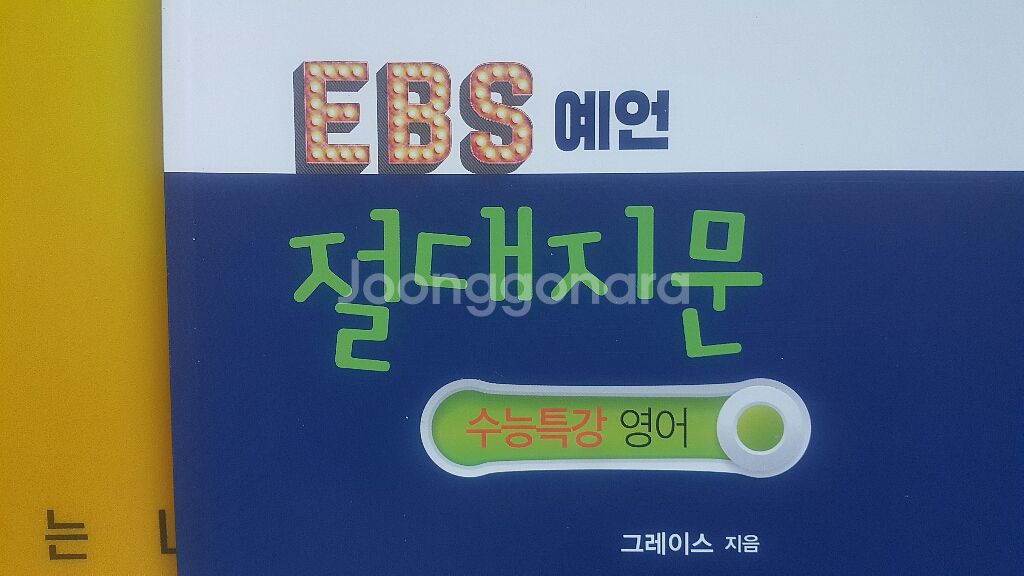 EBS 예언
절대지문
Joonggonara
수능특강 영어
그레이스 지음
는